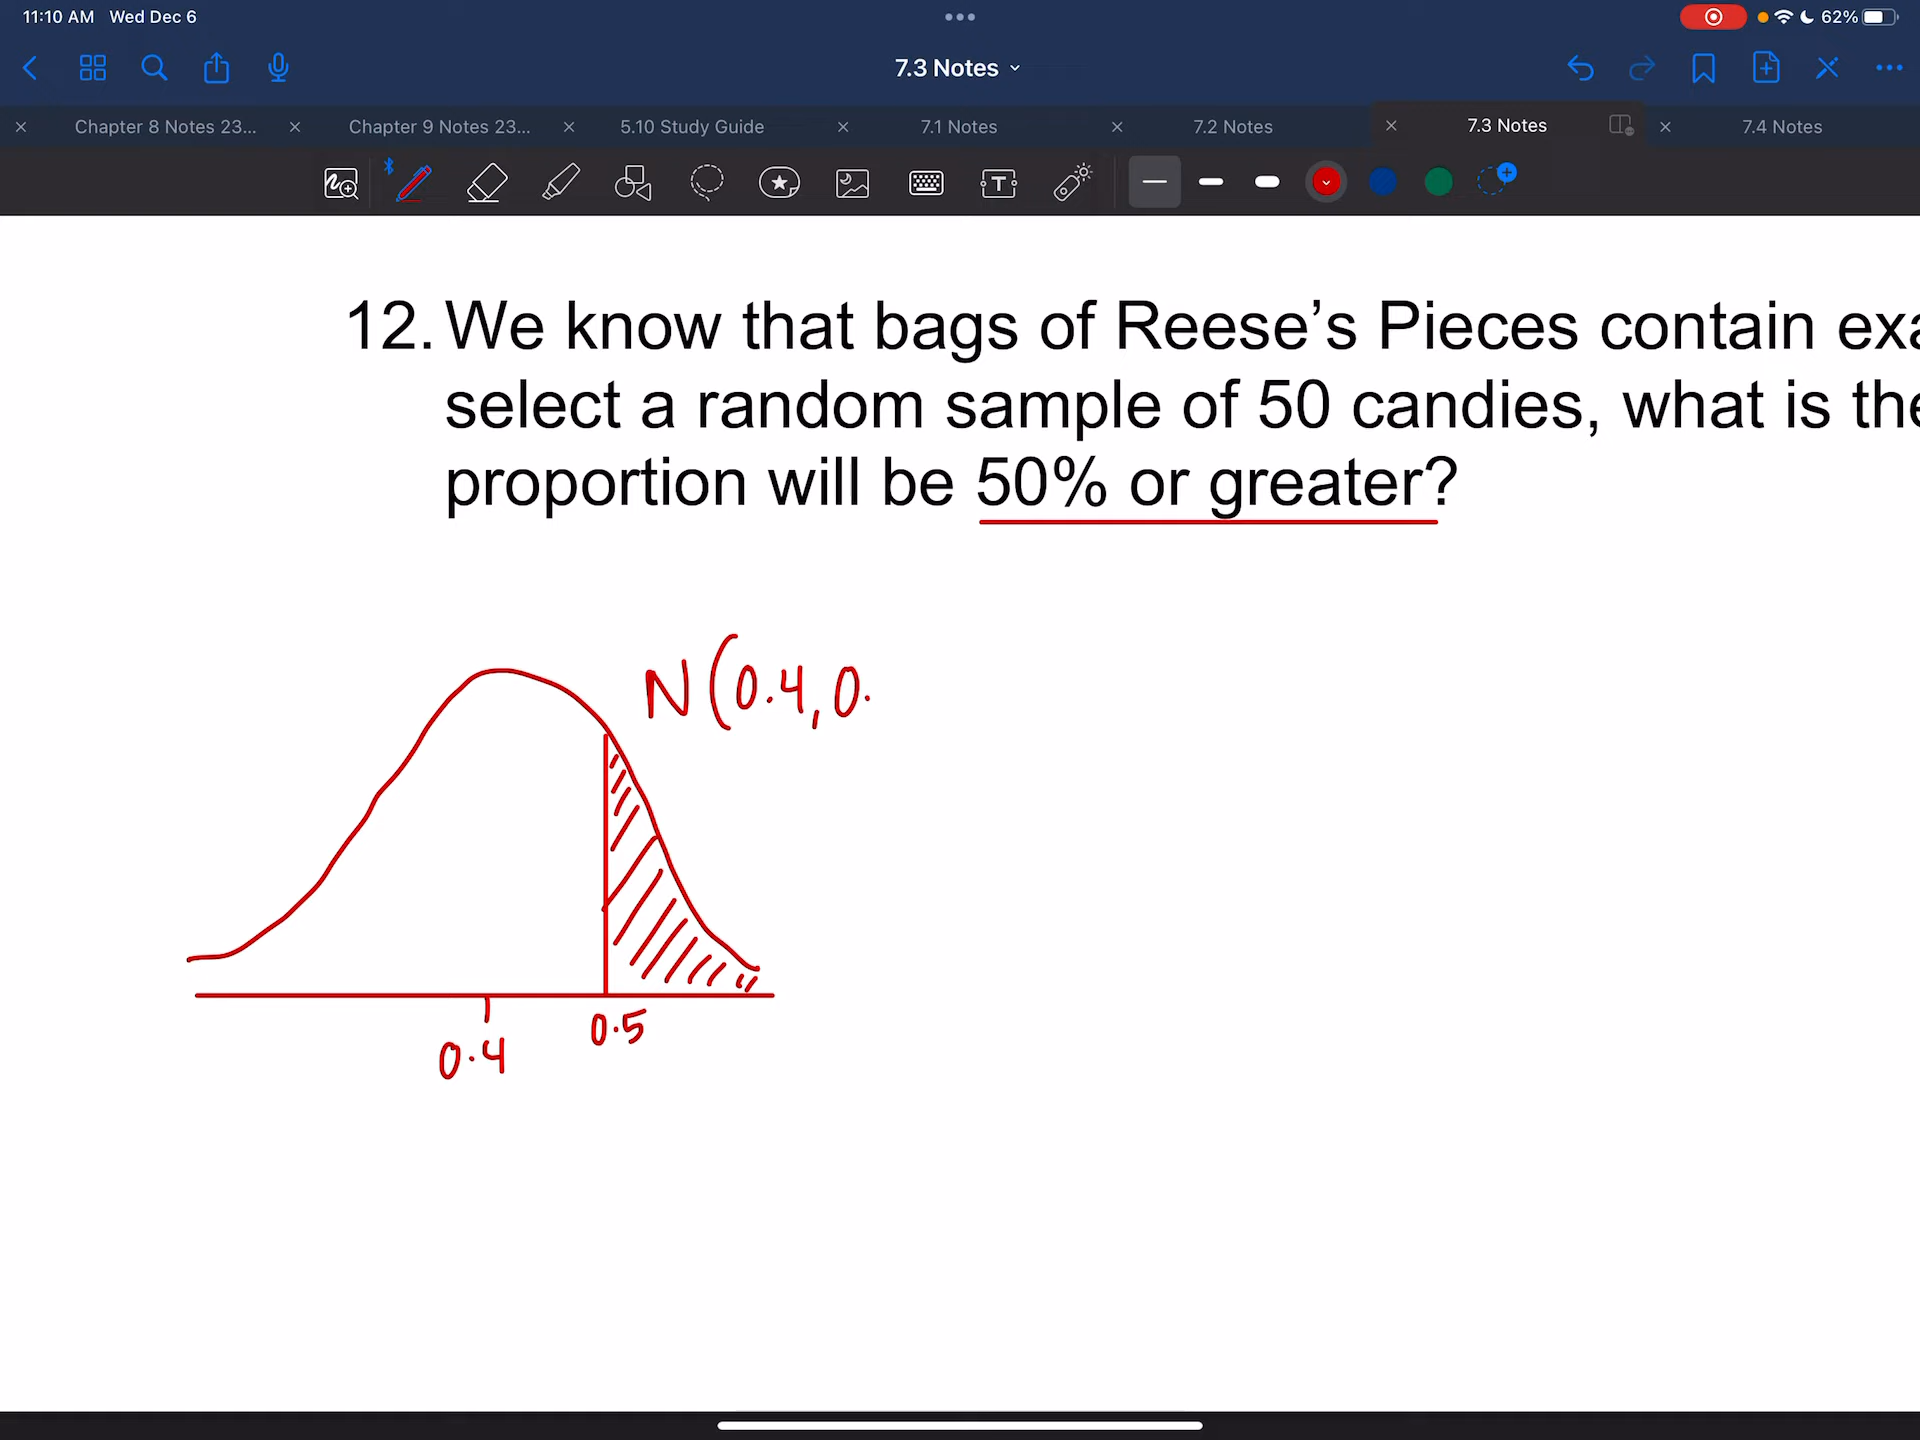 11:10 AM Wed Dec 6
62%
7.3 Notes
Chapter 8 Notes 23... Chapter 9 Notes 23... 5.10 Study Guide 7.1 Notes 7.2 Notes 7.3 Notes 7.4 Notes
T
12. We know that bags of Reese’s Pieces contain exa
select a random sample of 50 candies, what is the
proportion will be 50% or greater?
N(0.4, 0.
0.4 0.5